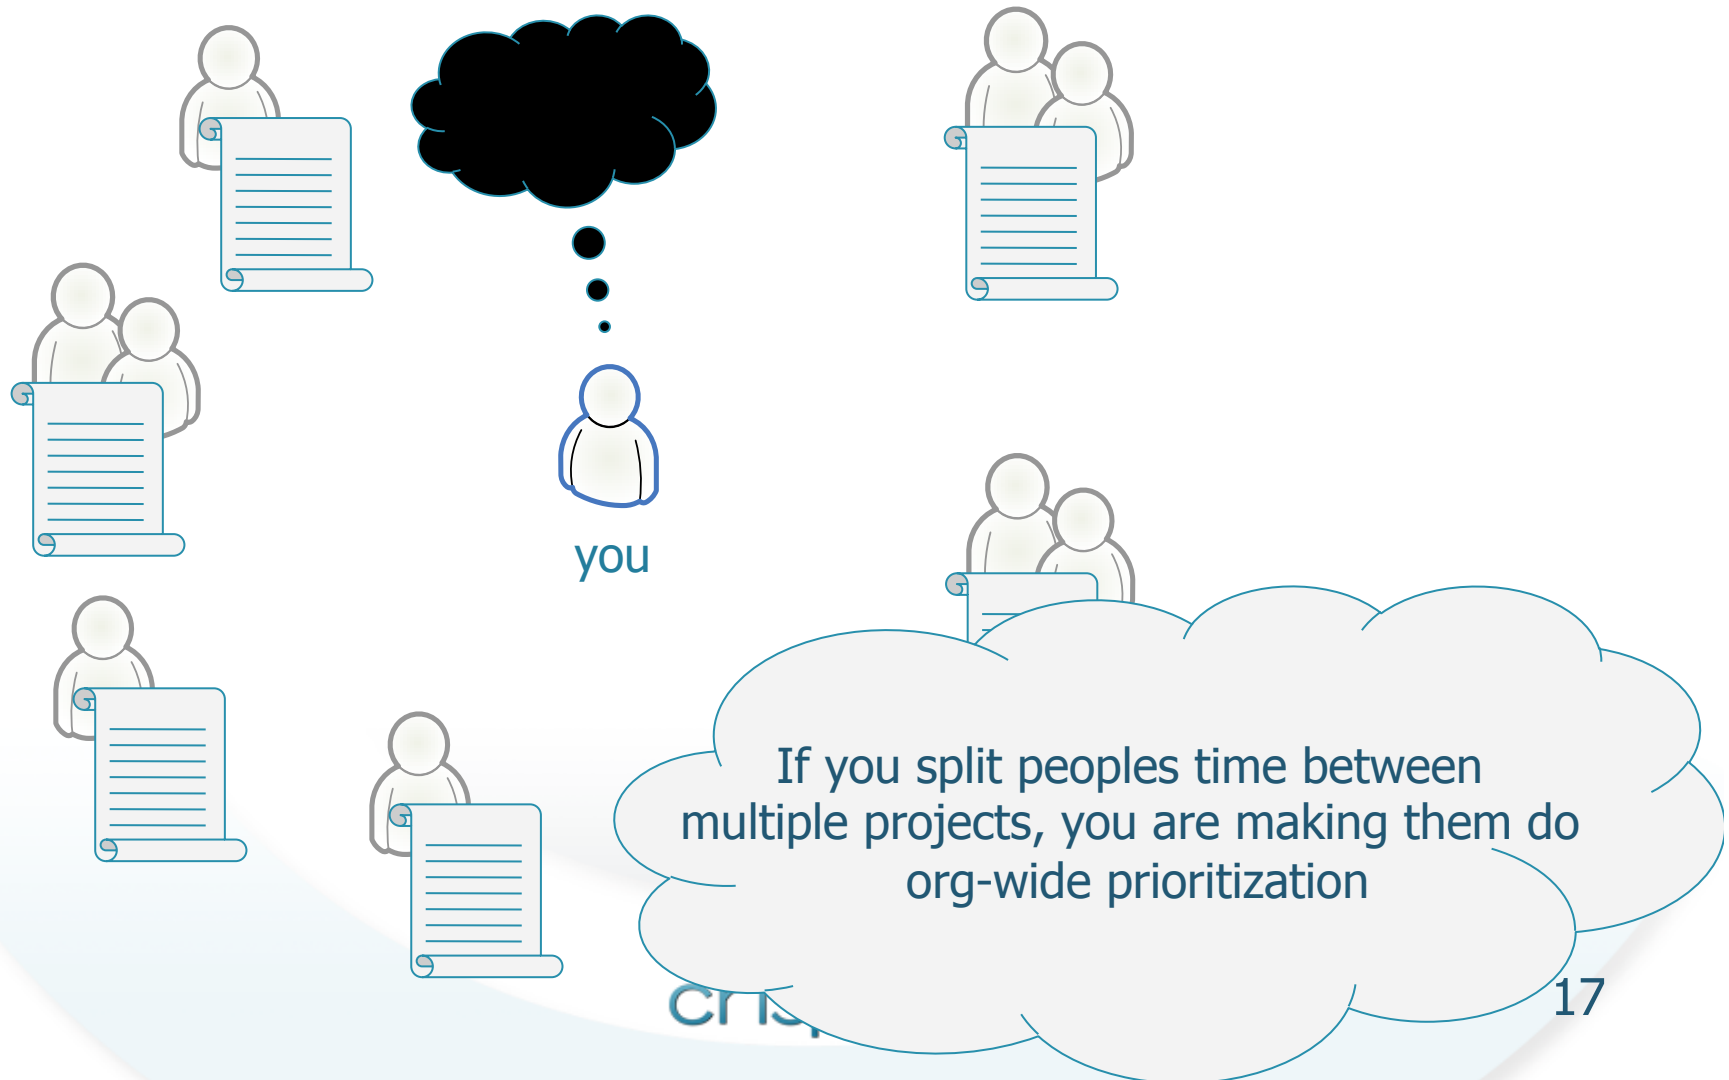 you
If you split peoples time between
multiple projects, you are making them do
org-wide prioritization
17